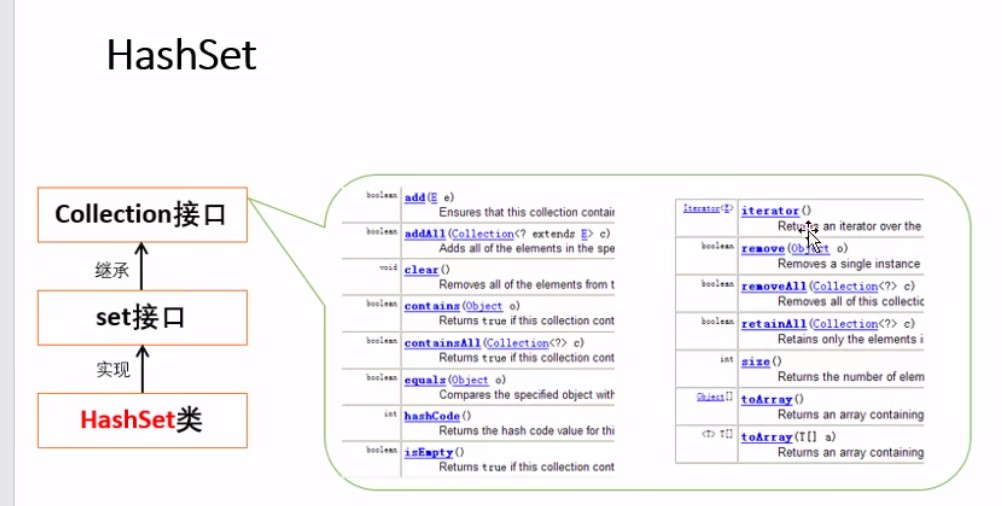 HashSet
Collection接口
继承
set接口
实现
HashSet类
boolean add(E e)
Ensures that this collection contair
boolean addAll(Collection<? extends E> c)
Adds all of the elements in the spe
void clear()
Removes all of the elements from t
boolean contains(Object o)
Returns true if this collection cont
boolean containsAll(Collection<?> c)
Returns true if this collection cont
boolean equals(Object o)
Compares the specified object with
int hashCode()
Returns the hash code value for thi
boolean isEmpty()
Returns true if this collection cont
Iterator<E> iterator()
Returns an iterator over the
boolean remove(Object o)
Removes a single instance
boolean removeAll(Collection<?> c)
Removes all of this collectic
boolean retainAll(Collection<?> c)
Retains only the elements i
int size()
Returns the number of elem
Object[] toArray()
Returns an array containing
<T> T[] toArray(T[] a)
Returns an array containing